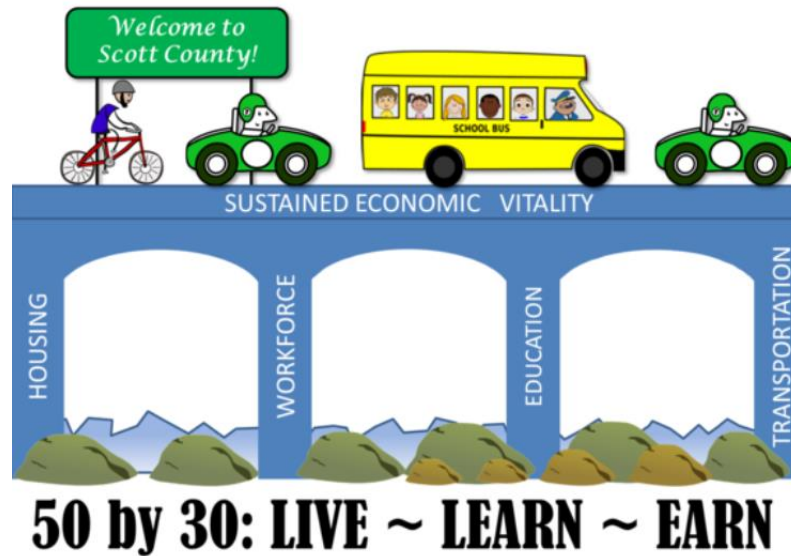 Welcome to
Scott County!
SCHOOL BUS
SUSTAINED ECONOMIC VITALITY
HOUSING
WORKFORCE
EDUCATION
TRANSPORTATION
50 by 30: LIVE ~ LEARN ~ EARN